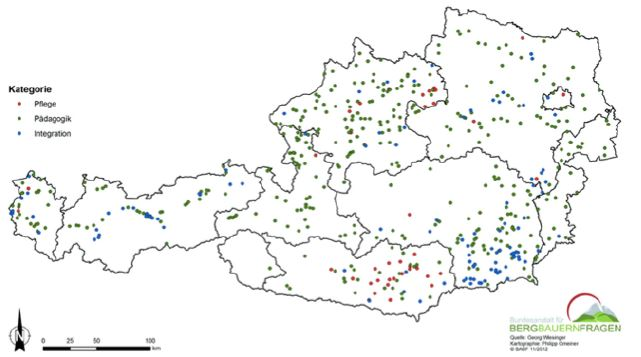 Kategorie
Pflege
Pädagogik
Integration
0 25 50 100
km
Bundesanstalt für
BERGBAUERNFRAGEN
Quelle: Georg Wiesinger
Kartographie: Philipp Gmeiner
© BABF 11/2012